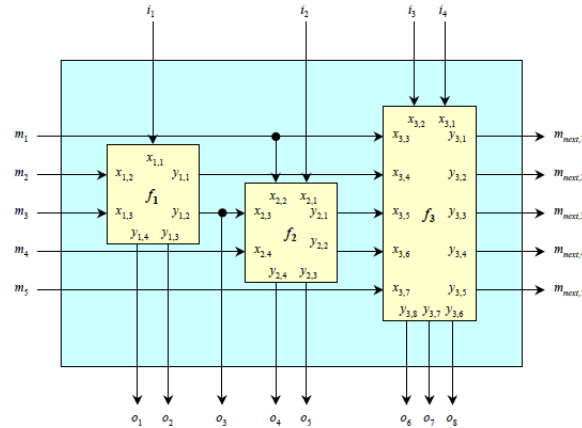 i1 i2 i3 i4
x3,2 x3,1
m1 x3,3 y3,1 mnext,
x1,1
m2 x1,2 y1,1 x3,4 y3,2 mnext,
f1
x2,2 x2,1
m3 x1,3 y1,2 x2,3 y2,1 x3,5 f3 y3,3 mnext,
y1,4 y1,3 f2
m4 x2.4 y2,2 x3,6 y3,4 mnext,
y2,4 y2,3
m5 x3,7 y3,5 mnext,
y3,8 y3,7 y3,6
o1 o2 o3 o4 o5 o6 o7 o8